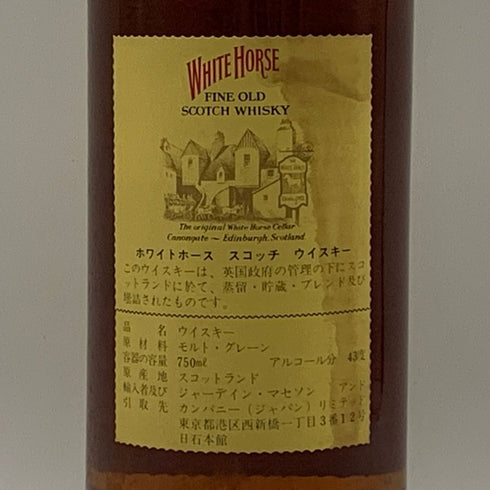 WHITE HORSE
FINE OLD
SCOTCH WHISKY
WHITE HORSE
The original White Horse Cellar
Canongate ~ Edinburgh, Scotland
ホワイトホース スコッチ ウイスキー
このウイスキーは、英国政府の管理の下にスコ
ットランドに於て、蒸留・貯蔵・ブレンド及び
壜詰されたものです。
品名 ウイスキー
原材料 モルト・グレーン
容器の容量 750mℓ アルコール分 43度
原産地 スコットランド
輸入者及び ジャーデイン・マセソン アンド
引取先 カンパニー(ジャパン)リミテッド
東京都港区西新橋一丁目3番12号
日石本館